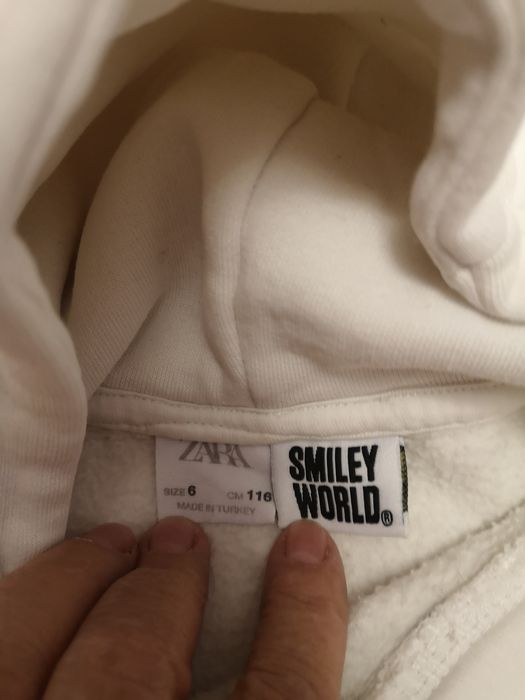 ZARA
SIZE 6 CM 116
MADE IN TURKEY
SMILEY
WORLD®